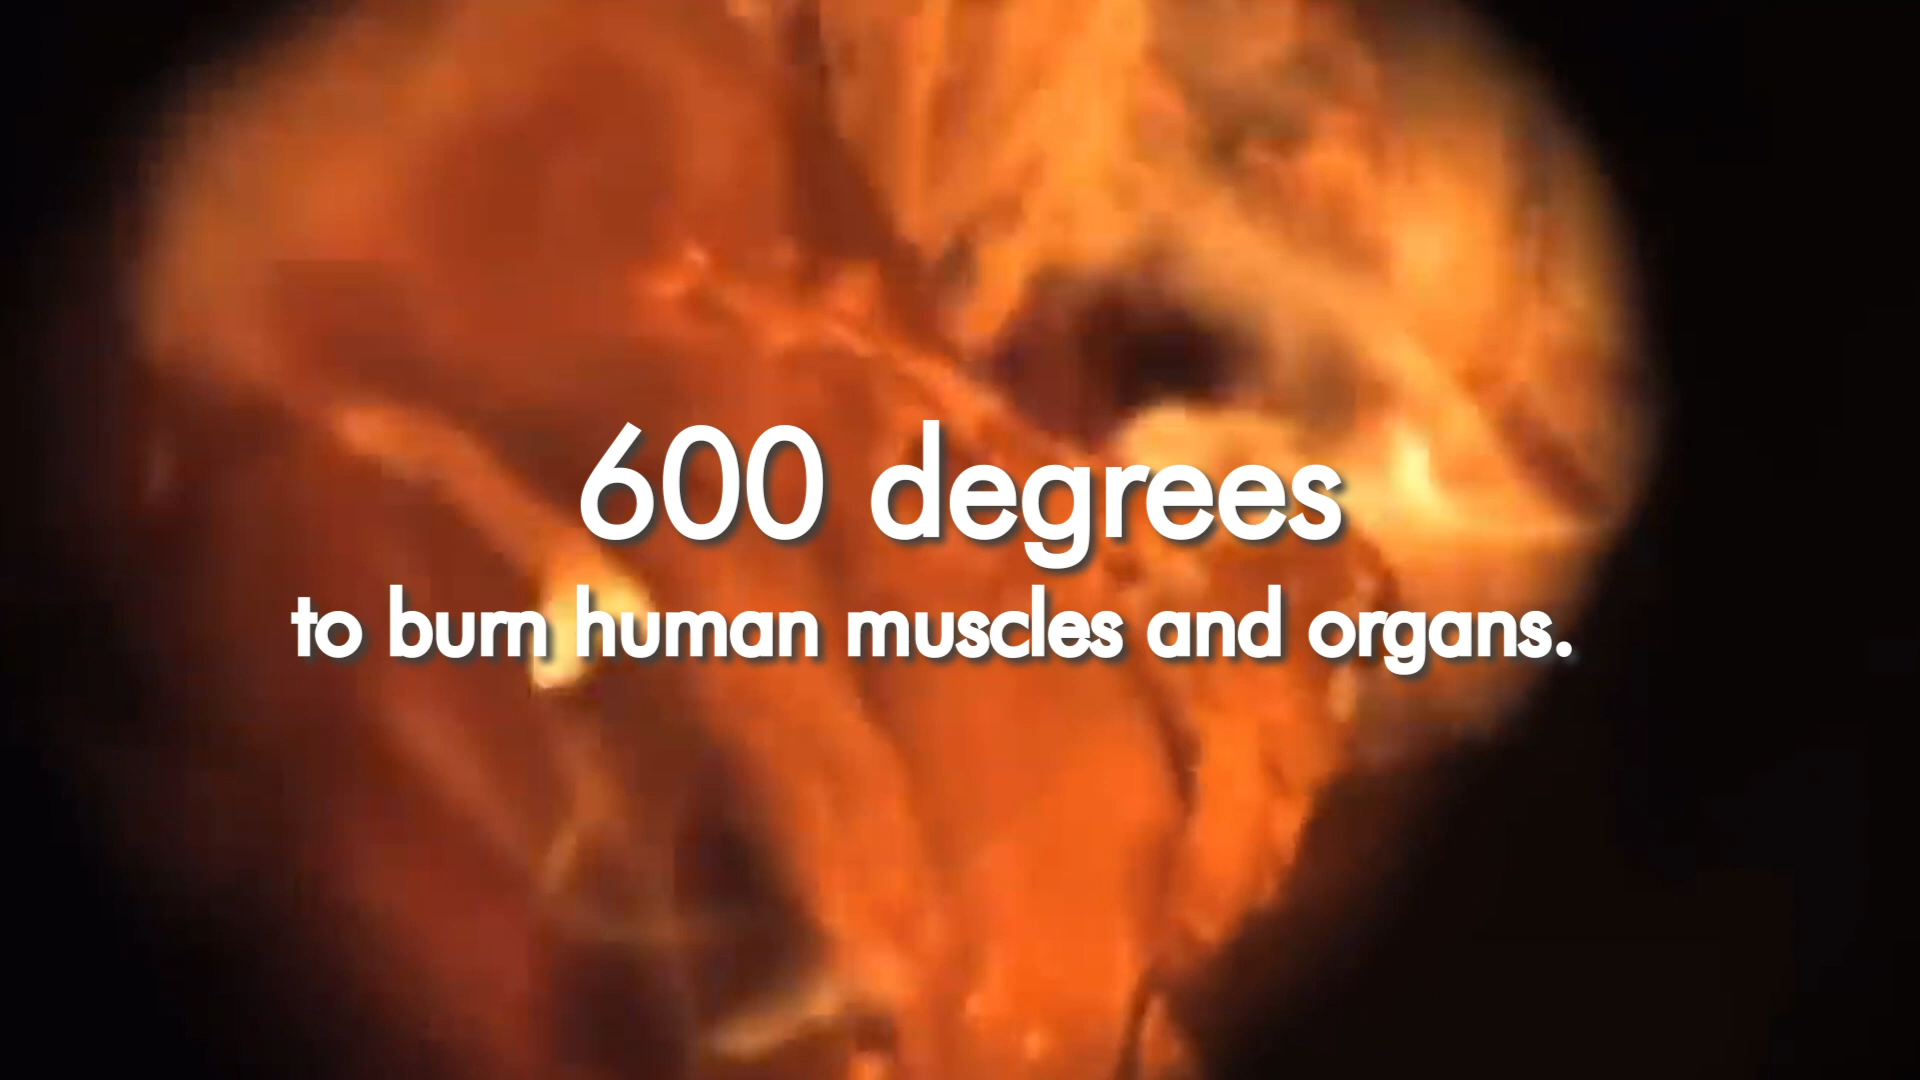 600 degrees
to burn human muscles and organs.